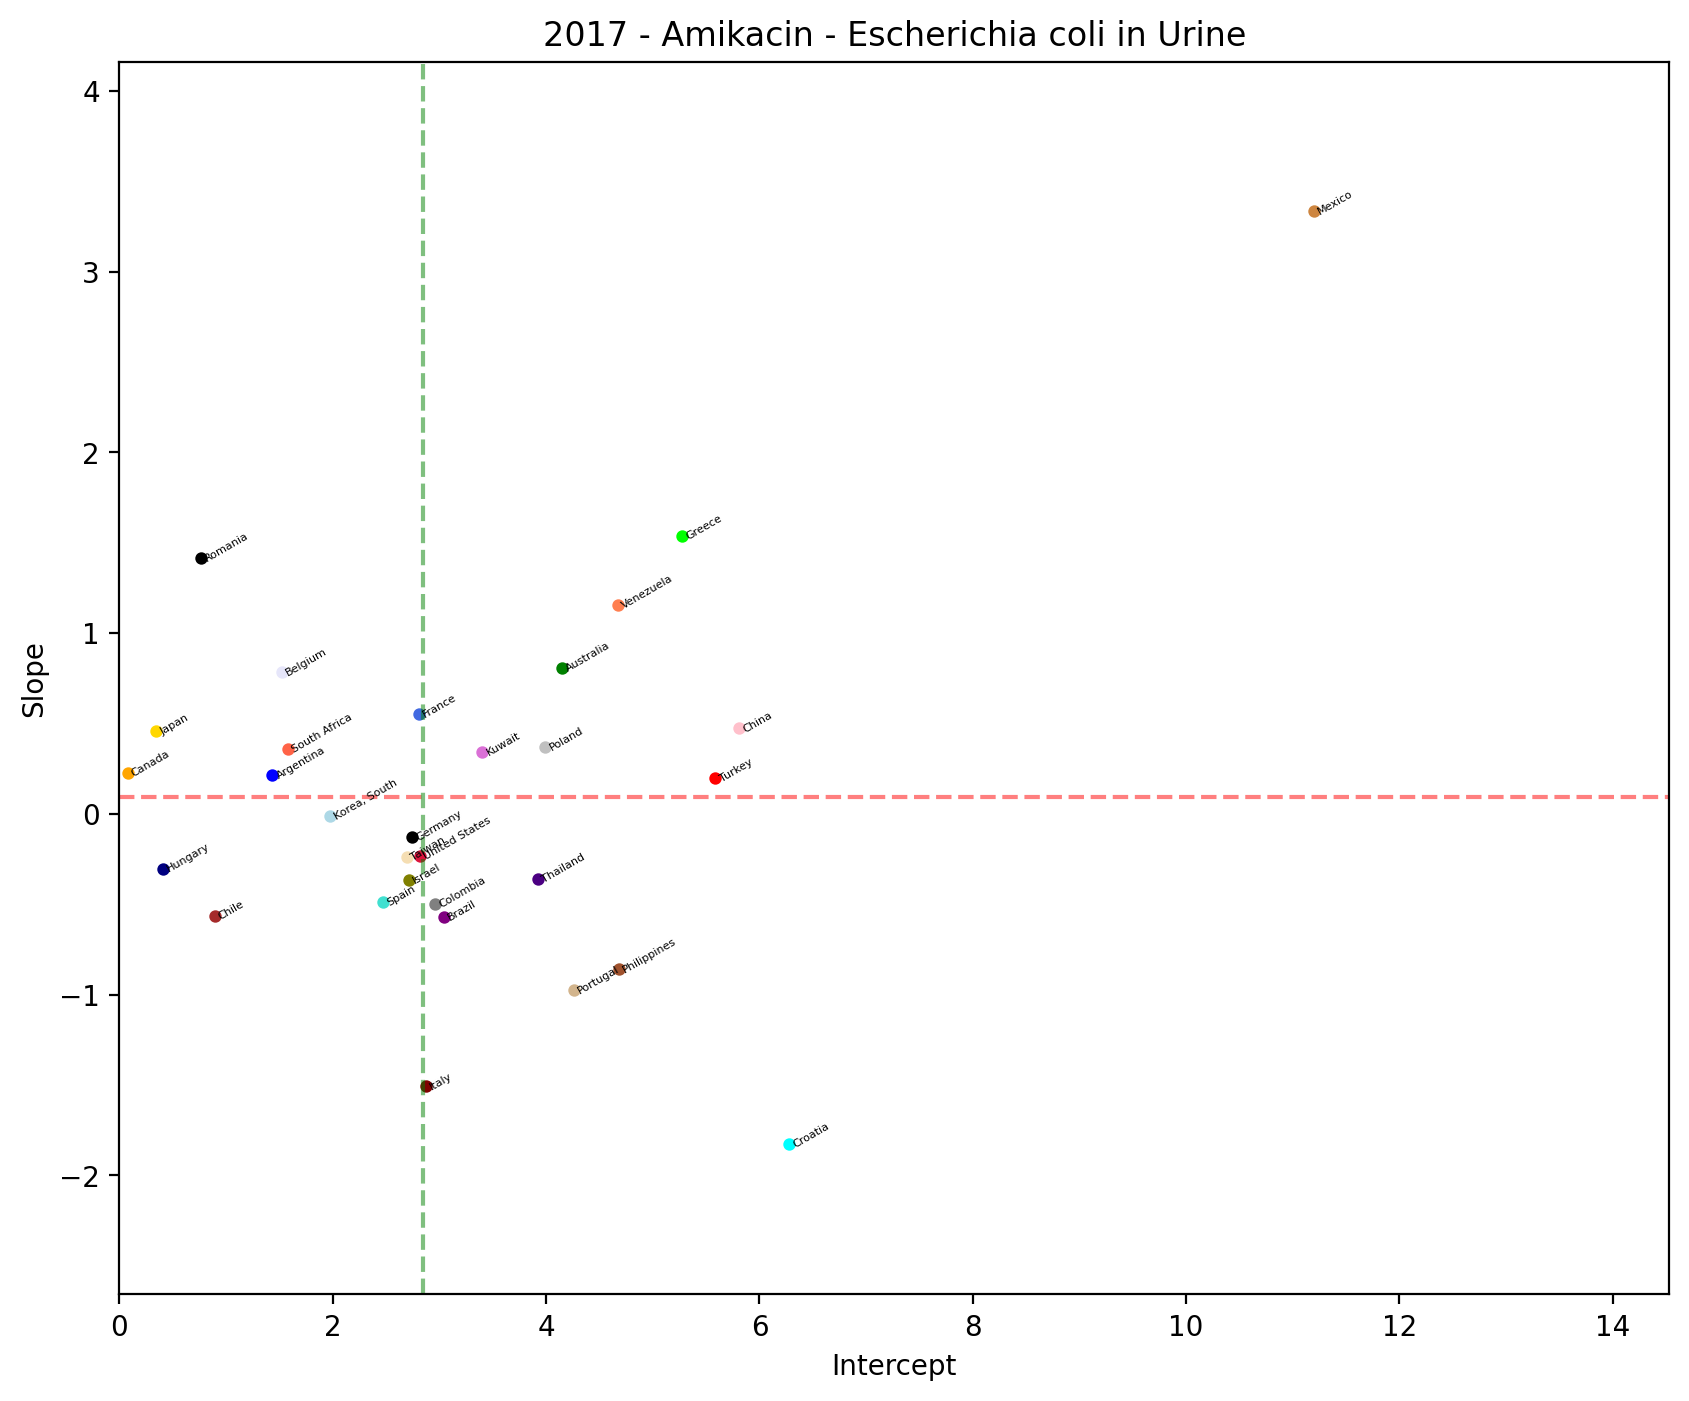 2017 - Amikacin - Escherichia coli in Urine
4
Mexico
3
2
Greece
Romania
Venezuela
1
Australia
Belgium
France
China
Japan
South Africa
Poland
Kuwait
Canada
Argentina
Turkey
Korea, South
0
Germany
United States
Taiwan
Hungary
Israel
Thailand
Spain
Colombia
Chile
Brazil
Philippines
Portugal
−1
Italy
Croatia
−2
Slope
0 2 4 6 8 10 12 14
Intercept